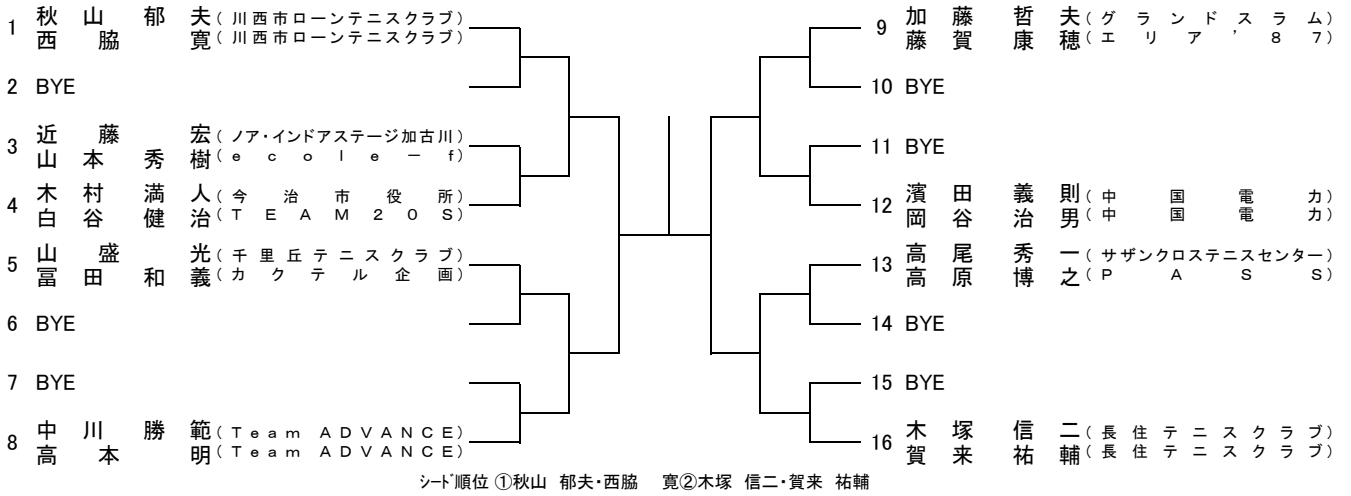 1 秋山 郁夫 (川西市ローンテニスクラブ)
西脇 寛 (川西市ローンテニスクラブ)
2 BYE
3 近藤 宏 (ノア・インドアステージ加古川)
山本秀樹 (ecole－f)
4 木村満人 (今治市役所)
白谷健治 (TEAM20S)
5 山盛 光 (千里丘テニスクラブ)
冨田和義 (カクテル企画)
6 BYE
7 BYE
8 中川勝範 (Team ADVANCE)
高本 明 (Team ADVANCE)
9 加藤哲夫 (グランドスラム)
藤賀康穂 (エリア’87)
10 BYE
11 BYE
12 濱田義則 (中国電力)
岡谷治男 (中国電力)
13 高尾秀一 (サザンクロステニスセンター)
高原博之 (PASS)
14 BYE
15 BYE
16 木塚信二 (長住テニスクラブ)
賀来祐輔 (長住テニスクラブ)
シード順位 ①秋山 郁夫・西脇 寛②木塚 信二・賀来 祐輔